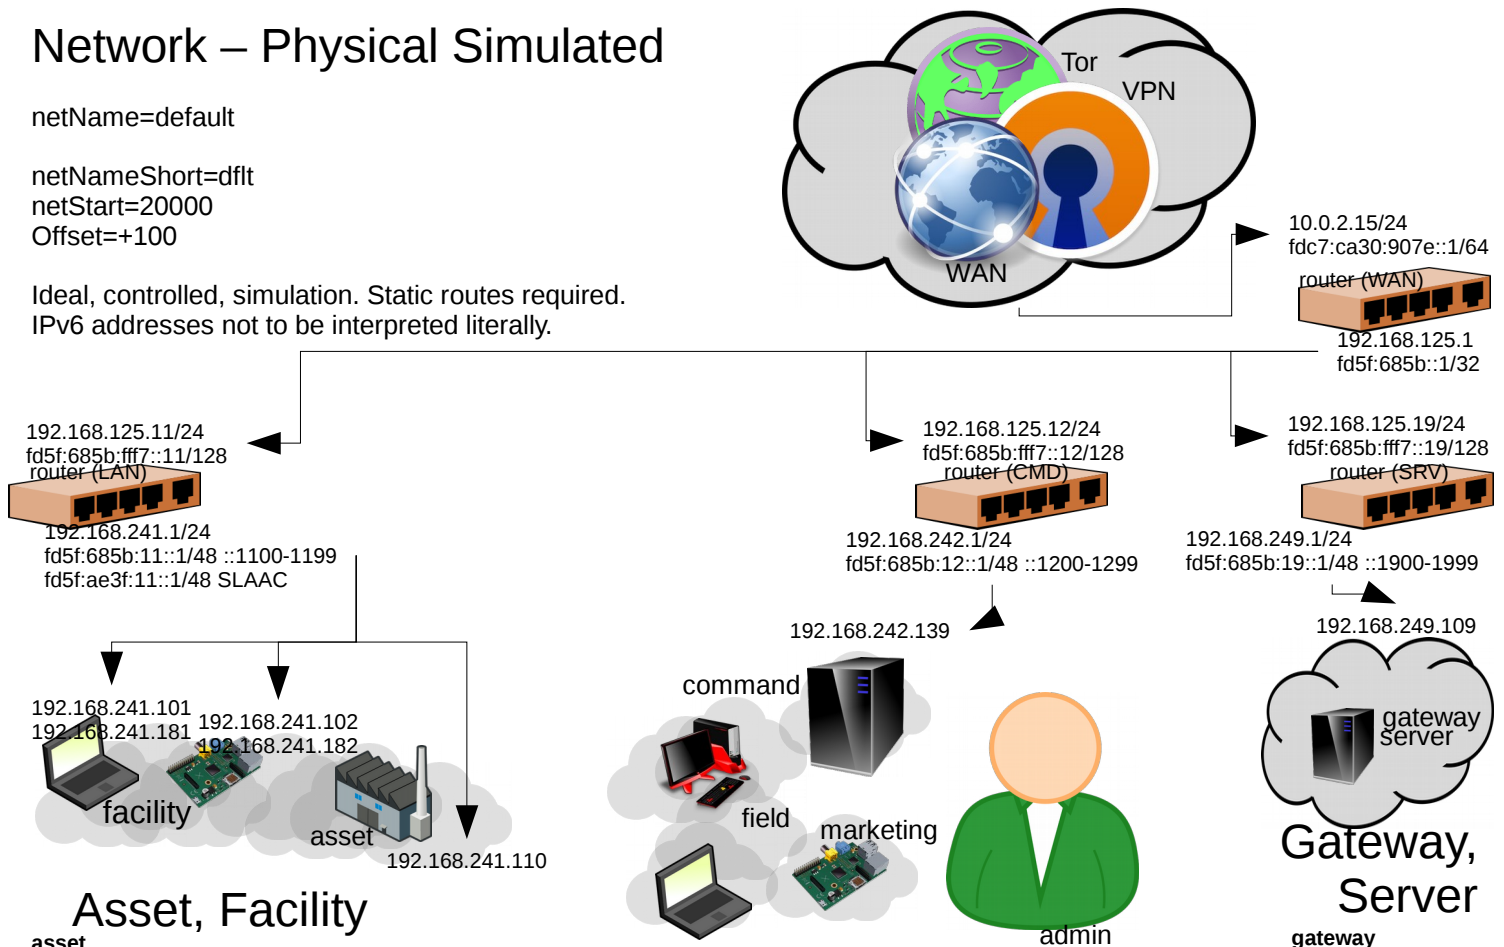 Network – Physical Simulated
netName=default
netNameShort=dflt
netStart=20000
Offset=+100
Ideal, controlled, simulation. Static routes required.
IPv6 addresses not to be interpreted literally.
Tor
VPN
WAN
10.0.2.15/24
fdc7:ca30:907e::1/64
router (WAN)
192.168.125.1
fd5f:685b::1/32
192.168.125.11/24
fd5f:685b:fff7::11/128
router (LAN)
192.168.241.1/24
fd5f:685b:11::1/48 ::1100-1199
fd5f:ae3f:11::1/48 SLAAC
192.168.125.12/24
fd5f:685b:fff7::12/128
router (CMD)
192.168.242.1/24
fd5f:685b:12::1/48 ::1200-1299
192.168.125.19/24
fd5f:685b:fff7::19/128
router (SRV)
192.168.249.1/24
fd5f:685b:19::1/48 ::1900-1999
192.168.241.101
192.168.241.181
192.168.241.102
192.168.241.182
facility
asset
192.168.241.110
Asset, Facility
asset
192.168.242.139
command
field
marketing
admin
192.168.249.109
gateway
server
Gateway,
Server
gateway